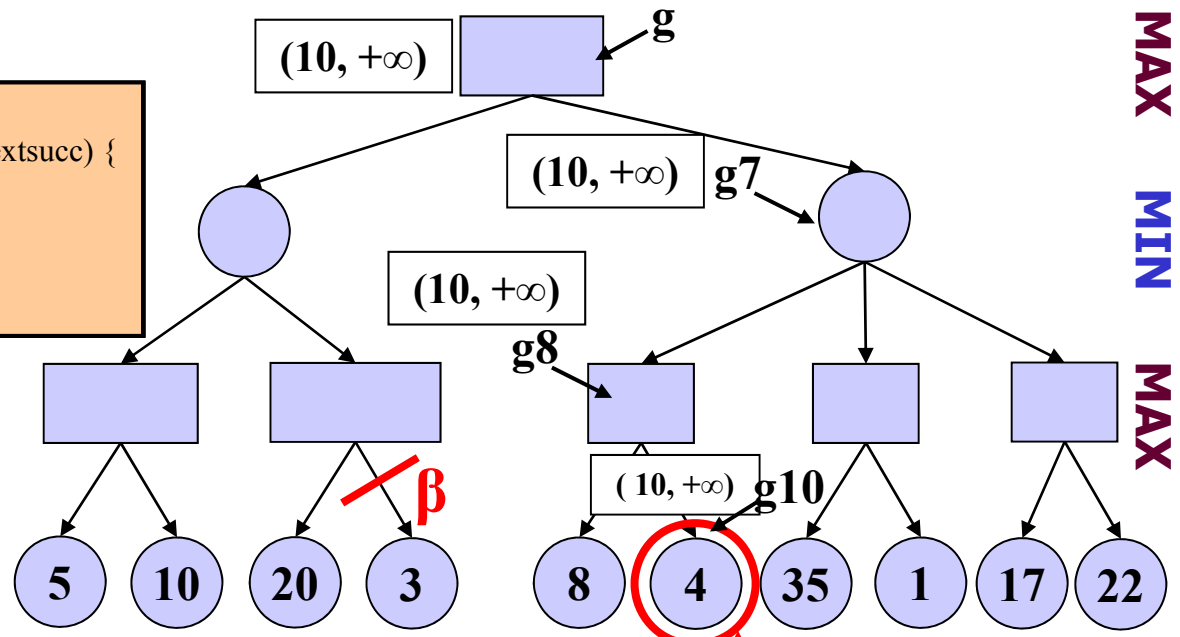 g
(10, +∞)
MAX
extsucc) {
(10, +∞)
g7
MIN
(10, +∞)
g8
MAX
( 10, +∞)
g10
β
5 10 20 3 8 4 35 1 17 22